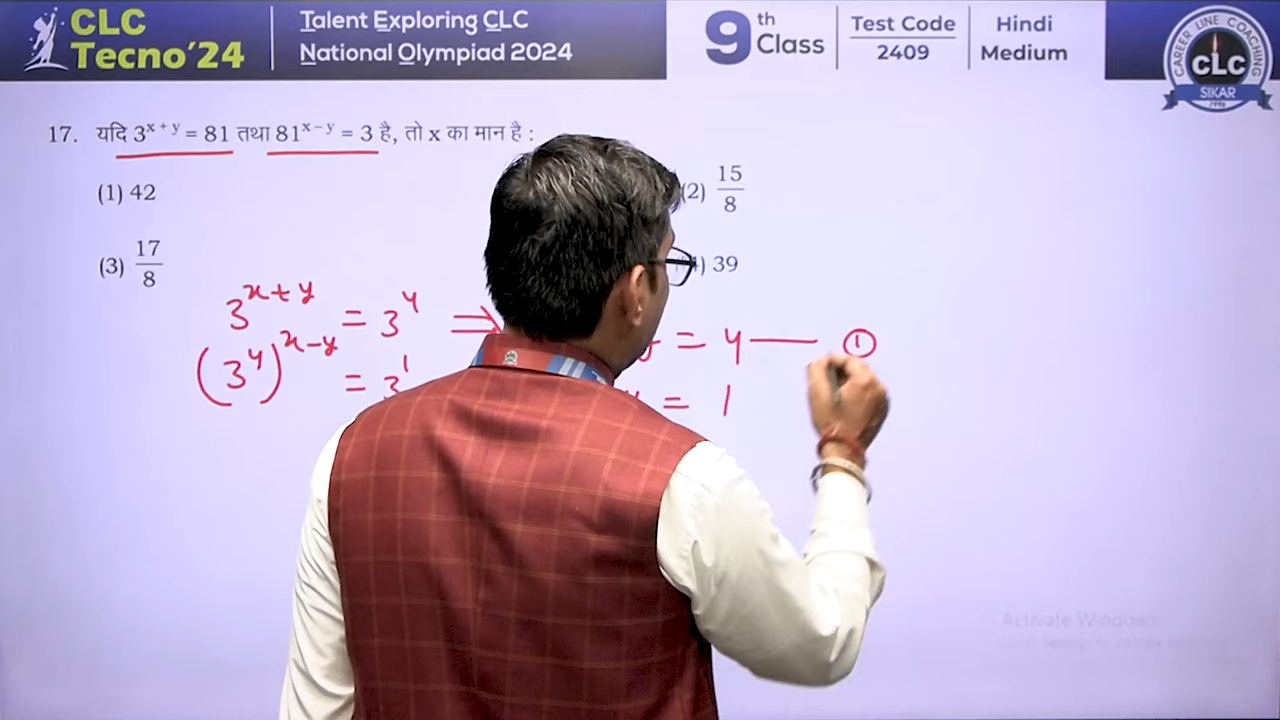 CLC
Tecno'24
Talent Exploring CLC
National Olympiad 2024
9th Class
Test Code
2409
Hindi
Medium
CAREER LINE COACHING
CLC
SIKAR
17. यदि 3^{x + y} = 81 तथा 81^{x − y} = 3 है, तो x का मान है :
(1) 42
(2) 15/8
(3) 17/8
39
3^{x+y} = 3^4 ⇒ = 4 — ①
(3^4)^{x-y} = 3^1 = 1
Activate Windows